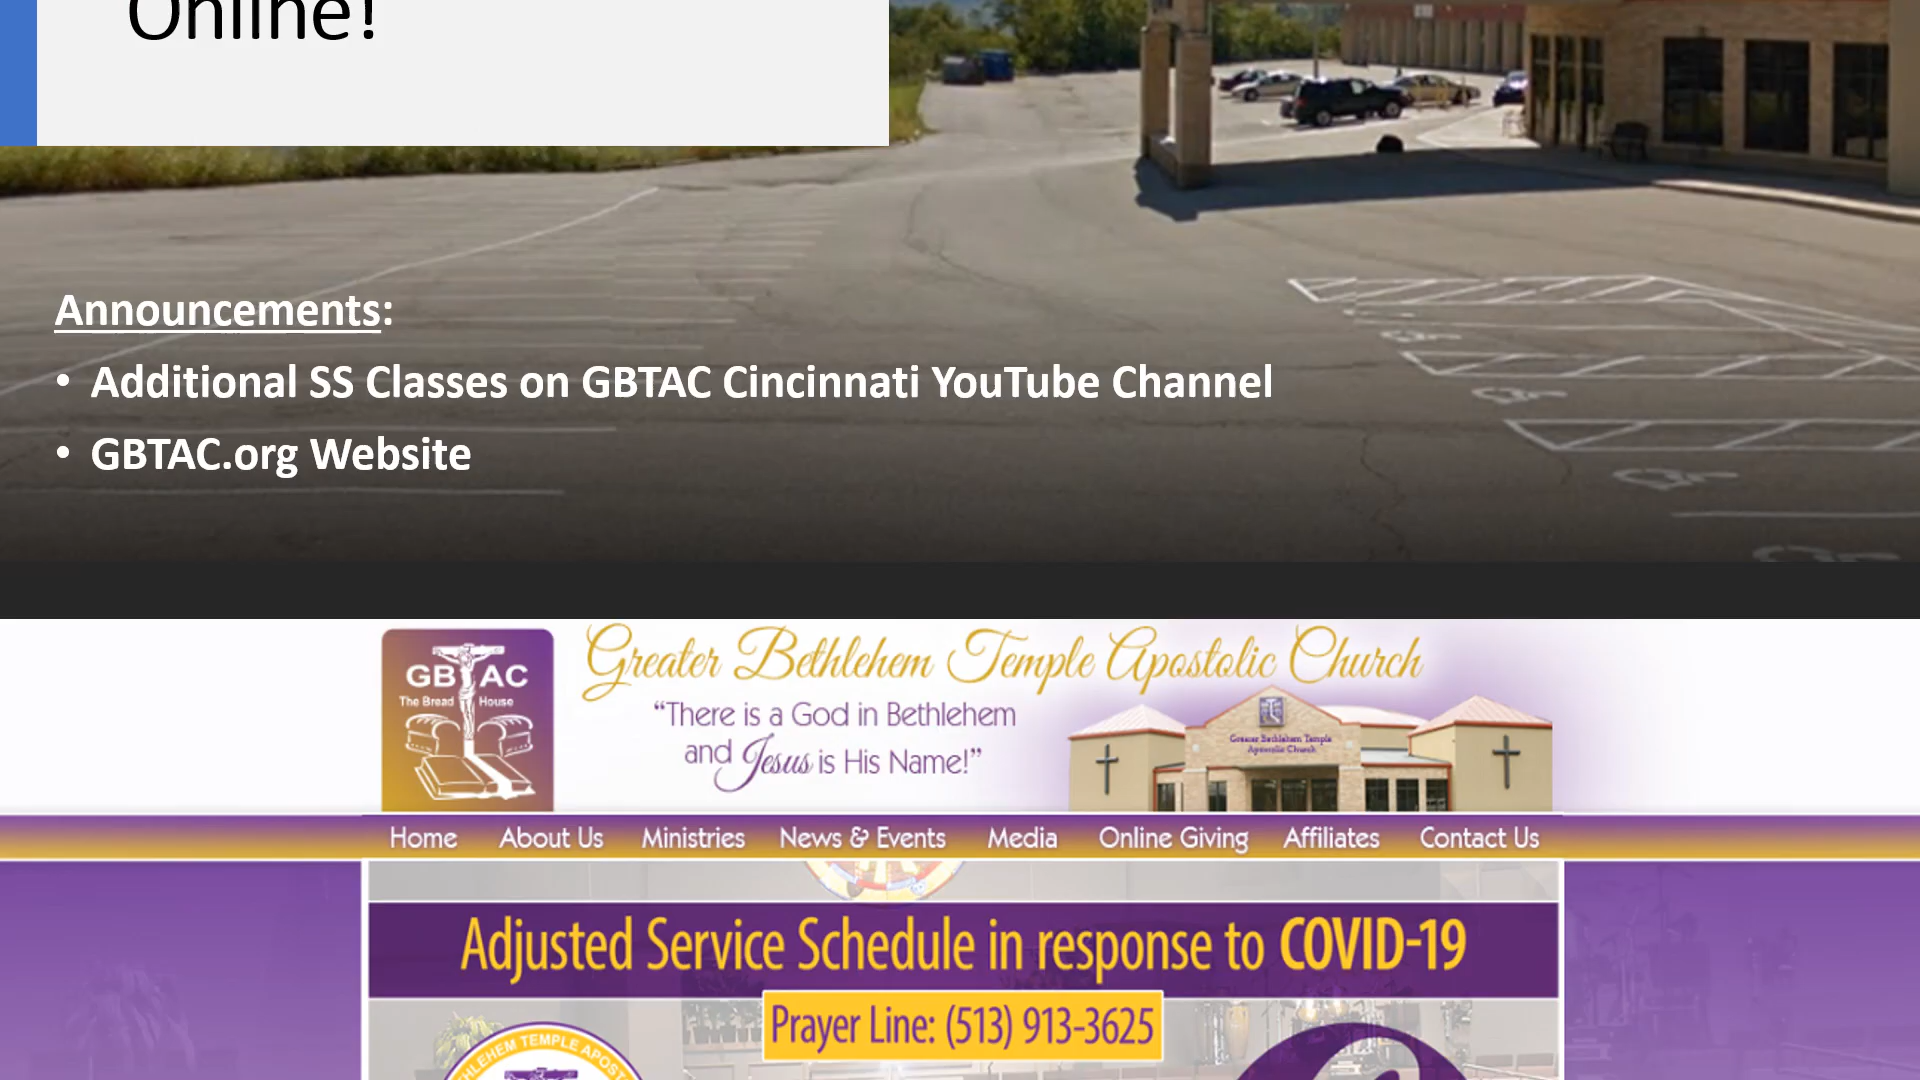 Online!
Announcements:
• Additional SS Classes on GBTAC Cincinnati YouTube Channel
• GBTAC.org Website
GBTAC
The Bread House
Greater Bethlehem Temple Apostolic Church
“There is a God in Bethlehem
and Jesus is His Name!”
Greater Bethlehem Temple
Apostolic Church
Home About Us Ministries News & Events Media Online Giving Affiliates Contact Us
Adjusted Service Schedule in response to COVID-19
Prayer Line: (513) 913-3625
TEMPLE